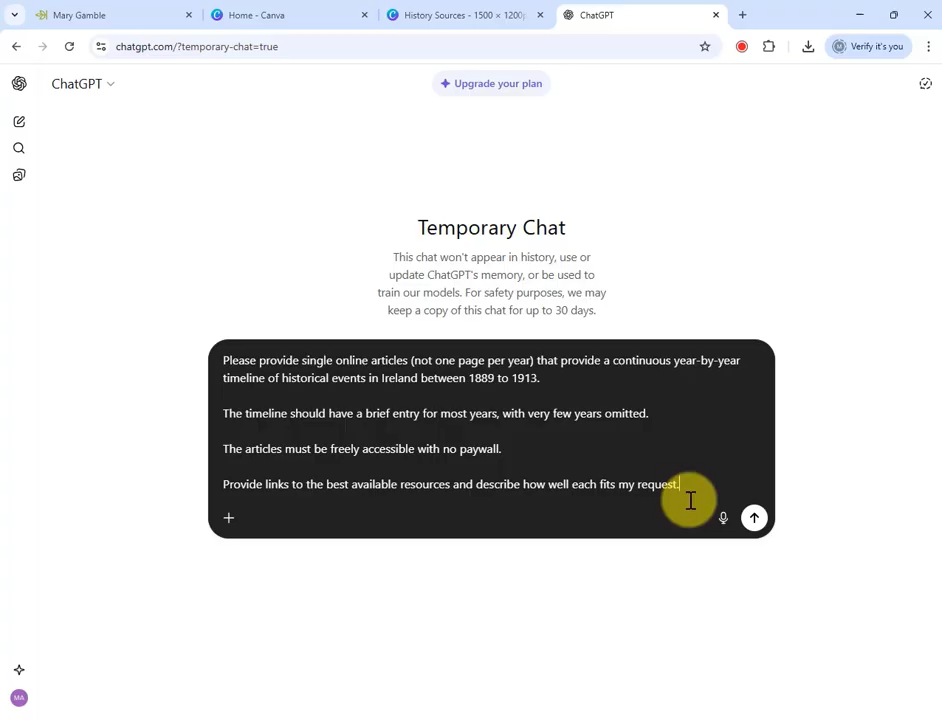 Mary Gamble
Home - Canva
History Sources - 1500 × 1200p
ChatGPT
chatgpt.com/?temporary-chat=true
Verify it's you
ChatGPT
Upgrade your plan
Temporary Chat
This chat won't appear in history, use or
update ChatGPT's memory, or be used to
train our models. For safety purposes, we may
keep a copy of this chat for up to 30 days.
Please provide single online articles (not one page per year) that provide a continuous year-by-year
timeline of historical events in Ireland between 1889 to 1913.
The timeline should have a brief entry for most years, with very few years omitted.
The articles must be freely accessible with no paywall.
Provide links to the best available resources and describe how well each fits my request.
MA